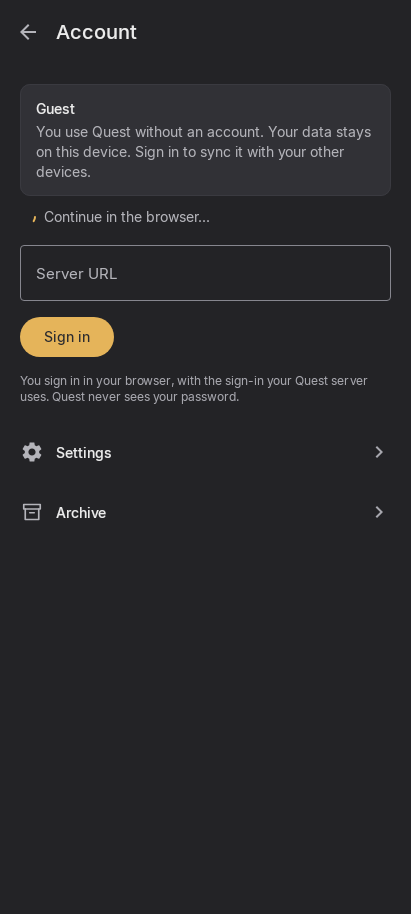 Account
Guest
You use Quest without an account. Your data stays
on this device. Sign in to sync it with your other
devices.
Continue in the browser...
Server URL
Sign in
You sign in in your browser, with the sign-in your Quest server
uses. Quest never sees your password.
Settings
Archive